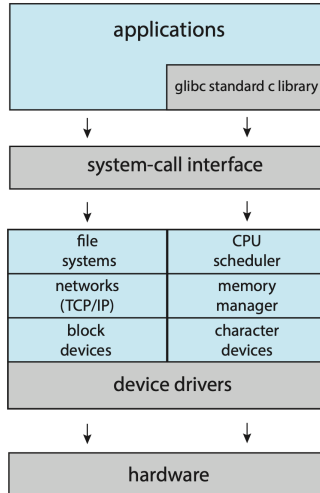 applications
glibc standard c library
system-call interface
file
systems
CPU
scheduler
networks
(TCP/IP)
memory
manager
block
devices
character
devices
device drivers
hardware